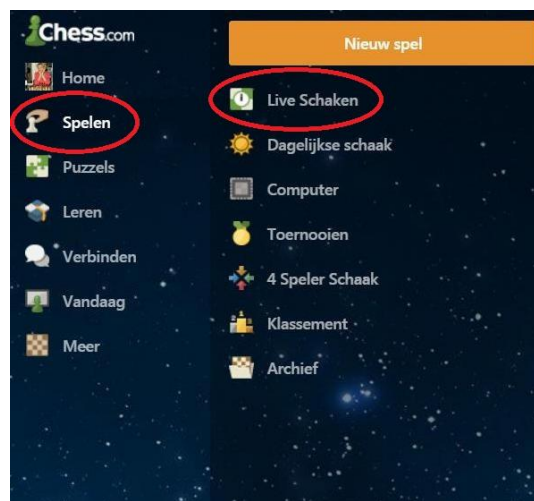 Chess.com
Home
Spelen
Puzzels
Leren
Verbinden
Vandaag
Meer
Nieuw spel
Live Schaken
Dagelijkse schaak
Computer
Toernooien
4 Speler Schaak
Klassement
Archief